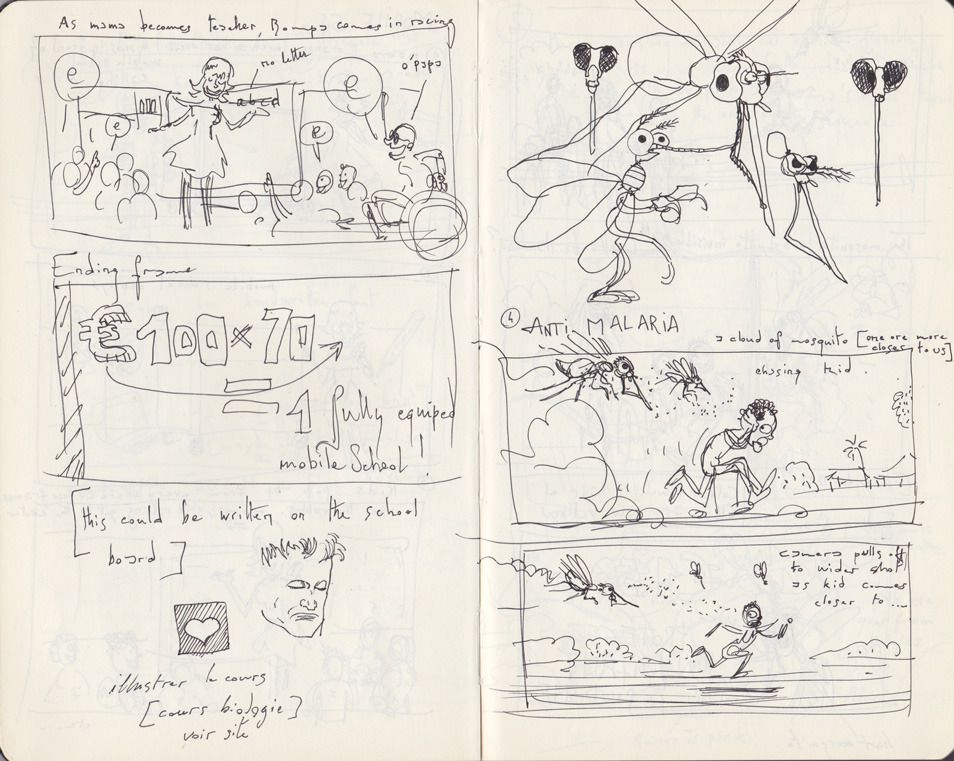 As mama becomes teacher, Bompa comes in racing
e
no letter
a b c d
e
o'papa
e
e
Ending frame
€ 100 x 70
= 1 fully equiped
mobile School !
[this could be written on the school
board]
illustrer le cours
[cours biologie]
voir site
4 ANTI-MALARIA
a cloud of mosquito [one ore more
closer to us]
chasing kid.
camera pulls off
to wider shot
as kid comes
closer to ...